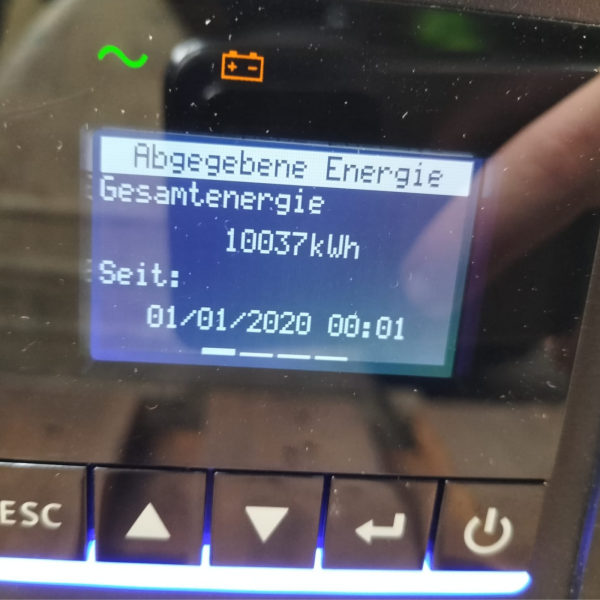 Abgegebene Energie
Gesamtenergie
10037kWh
Seit:
01/01/2020 00:01
ESC